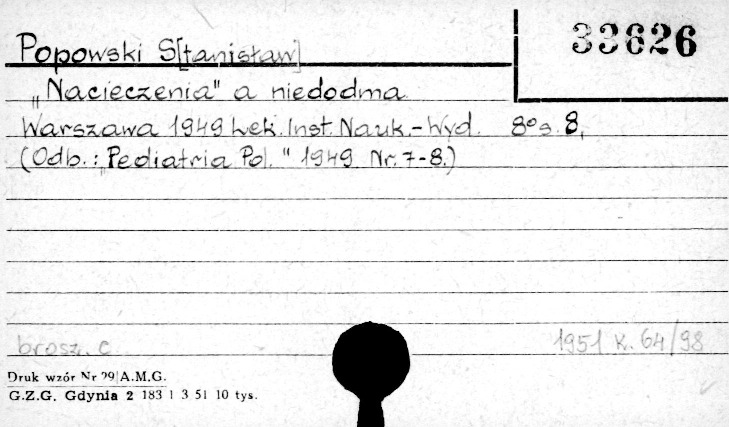 33626
Popowski S[tanisław]
„Nacieczenia" a niedodma
Warszawa 1949 Lek. Inst. Nauk.-Wyd. 8° s. 8,
(Odb.: „Pediatria Pol." 1949 Nr. 7-8.)
brosz. c 1951 K. 64/98
Druk wzór Nr 29 A.M.G.
G.Z.G. Gdynia 2 183 1 3 51 10 tys.